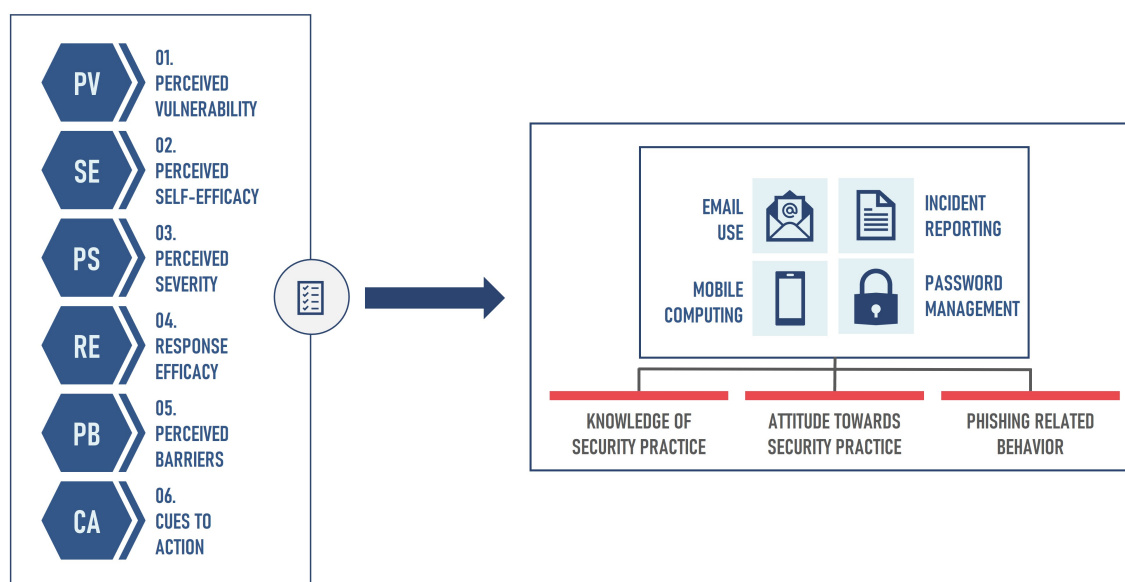 PV
01.
PERCEIVED
VULNERABILITY
SE
02.
PERCEIVED
SELF-EFFICACY
PS
03.
PERCEIVED
SEVERITY
RE
04.
RESPONSE
EFFICACY
PB
05.
PERCEIVED
BARRIERS
CA
06.
CUES TO
ACTION
EMAIL
USE
@
INCIDENT
REPORTING
MOBILE
COMPUTING
PASSWORD
MANAGEMENT
KNOWLEDGE OF
SECURITY PRACTICE
ATTITUDE TOWARDS
SECURITY PRACTICE
PHISHING RELATED
BEHAVIOR